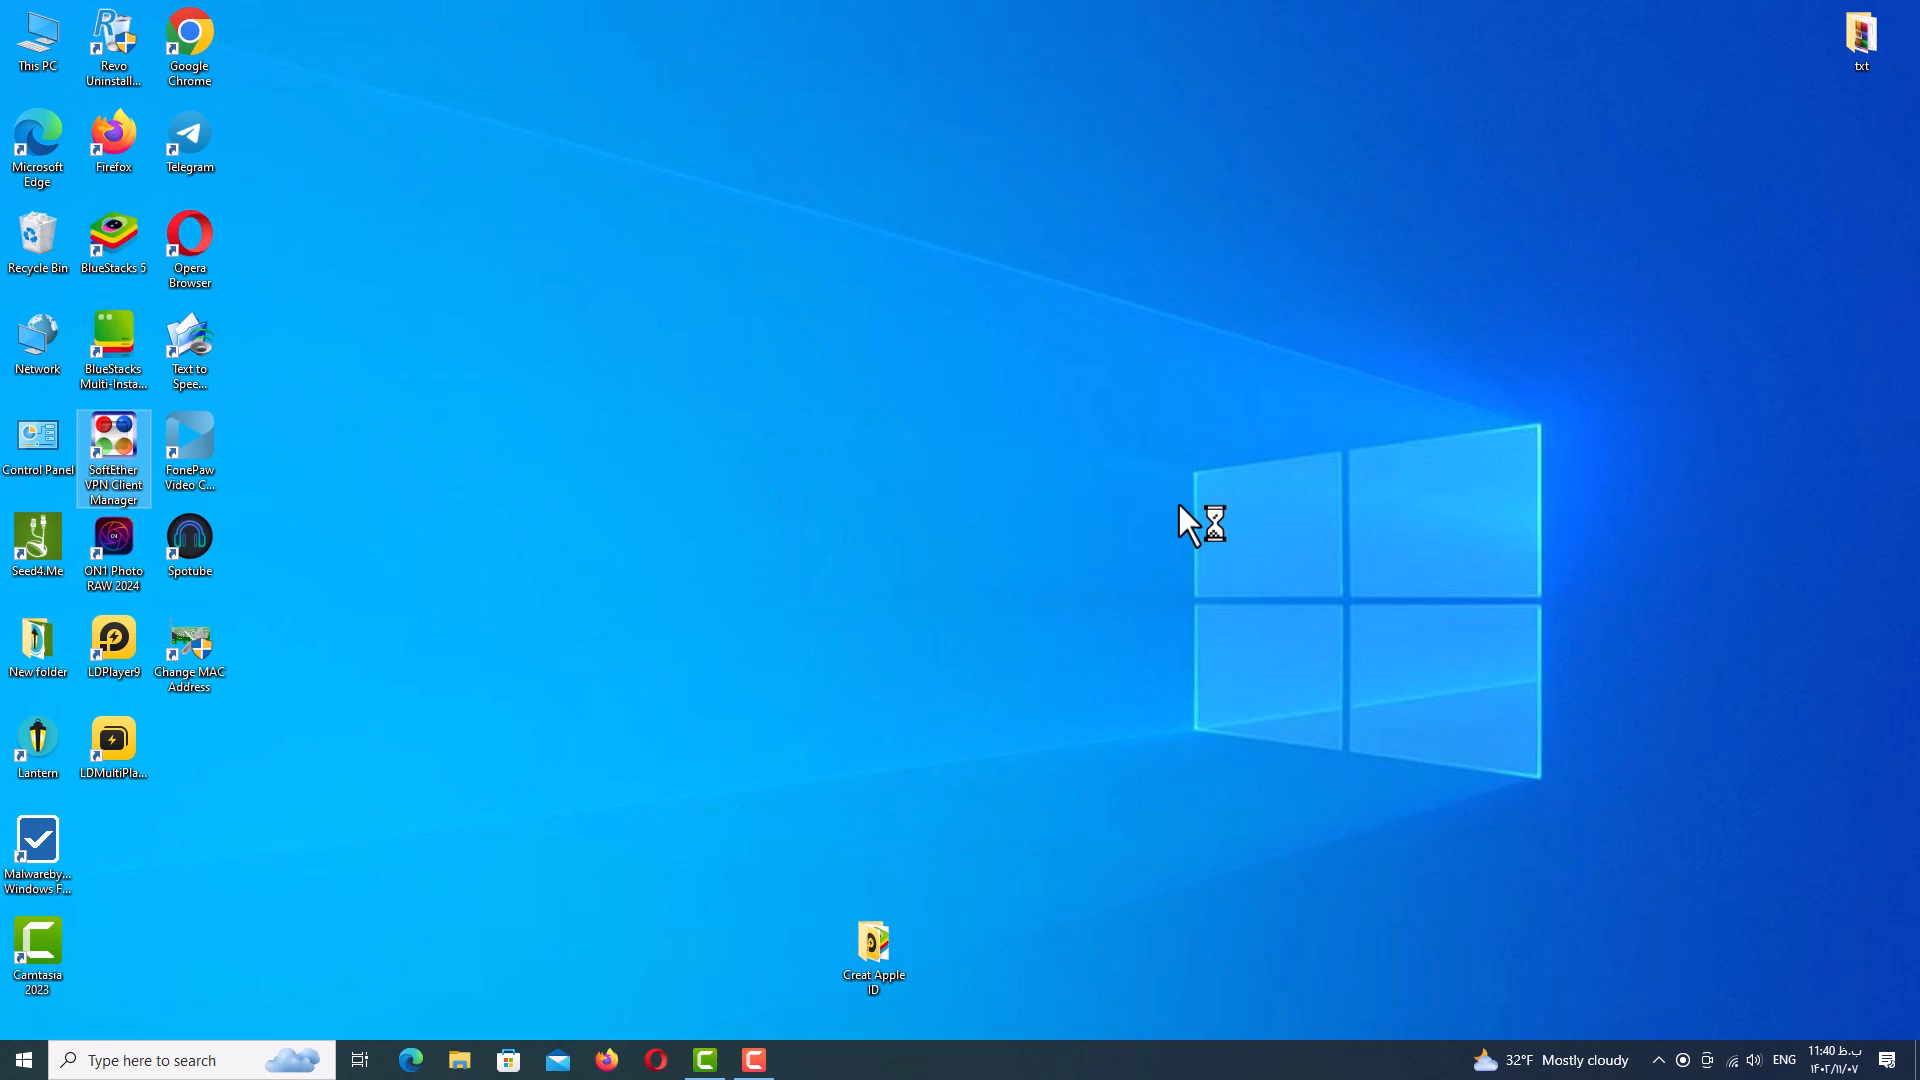 This PC
Revo
Uninstall...
Google
Chrome
txt
Microsoft
Edge
Firefox
Telegram
Recycle Bin
BlueStacks 5
Opera
Browser
Network
BlueStacks
Multi-Insta...
Text to
Spee...
Control Panel
SoftEther
VPN Client
Manager
FonePaw
Video C...
Seed4.Me
ON1 Photo
RAW 2024
Spotube
New folder
LDPlayer9
Change MAC
Address
Lantern
LDMultiPla...
Malwareby...
Windows F...
Camtasia
2023
Creat Apple
ID
Type here to search
32°F Mostly cloudy
ENG
11:40 ب.ظ
۱۴۰۲/۱۱/۰۷